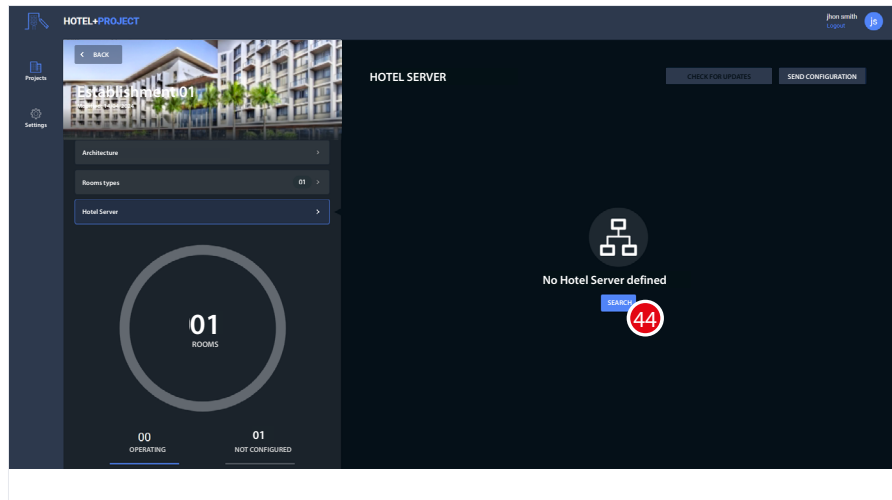 HOTEL+PROJECT
jhon smith
Logout
js
Projects
Settings
BACK
Establishment 01
Architecture
Rooms types 01
Hotel Server
01
ROOMS
00
OPERATING
01
NOT CONFIGURED
HOTEL SERVER
CHECK FOR UPDATES
SEND CONFIGURATION
No Hotel Server defined
SEARCH
44